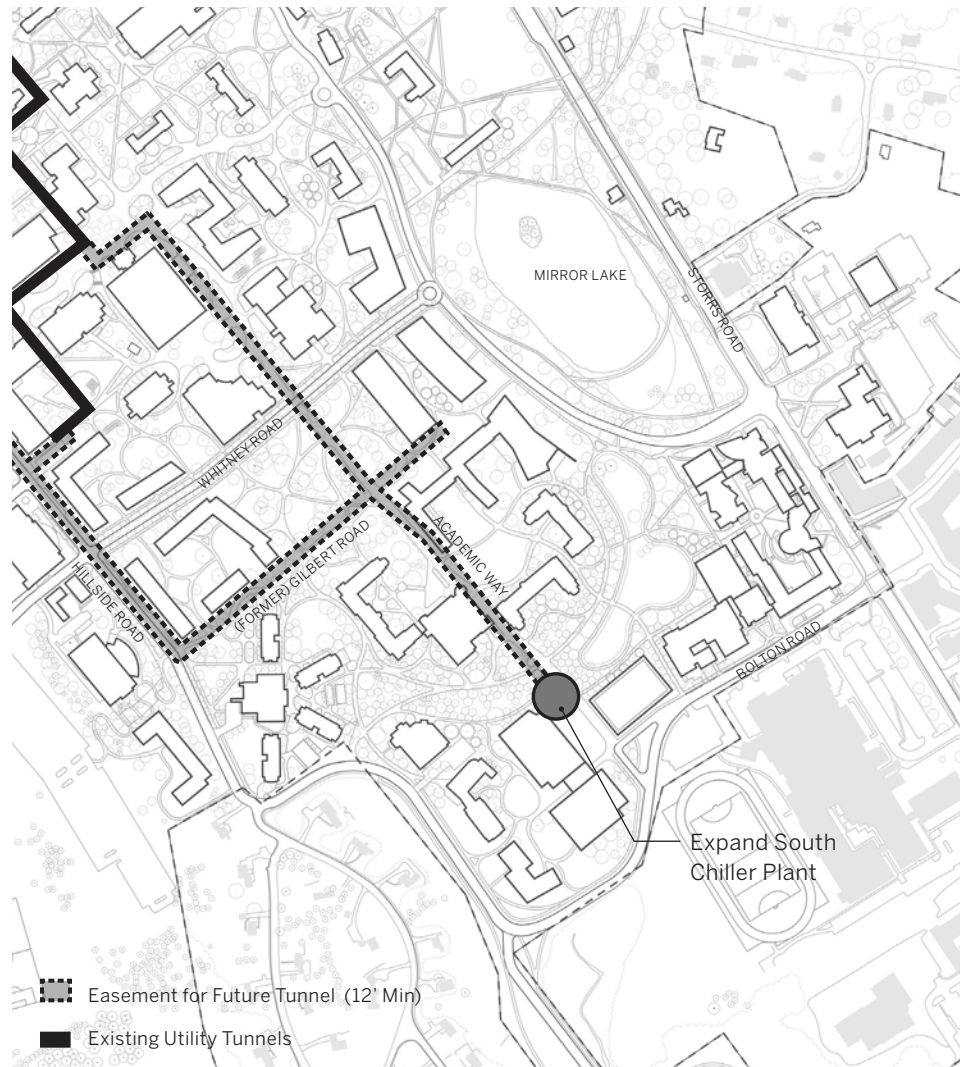 MIRROR LAKE
STORRS ROAD
WHITNEY ROAD
ACADEMIC WAY
(FORMER) GILBERT ROAD
HILLSIDE ROAD
BOLTON ROAD
Expand South
Chiller Plant
Easement for Future Tunnel (12’ Min)
Existing Utility Tunnels